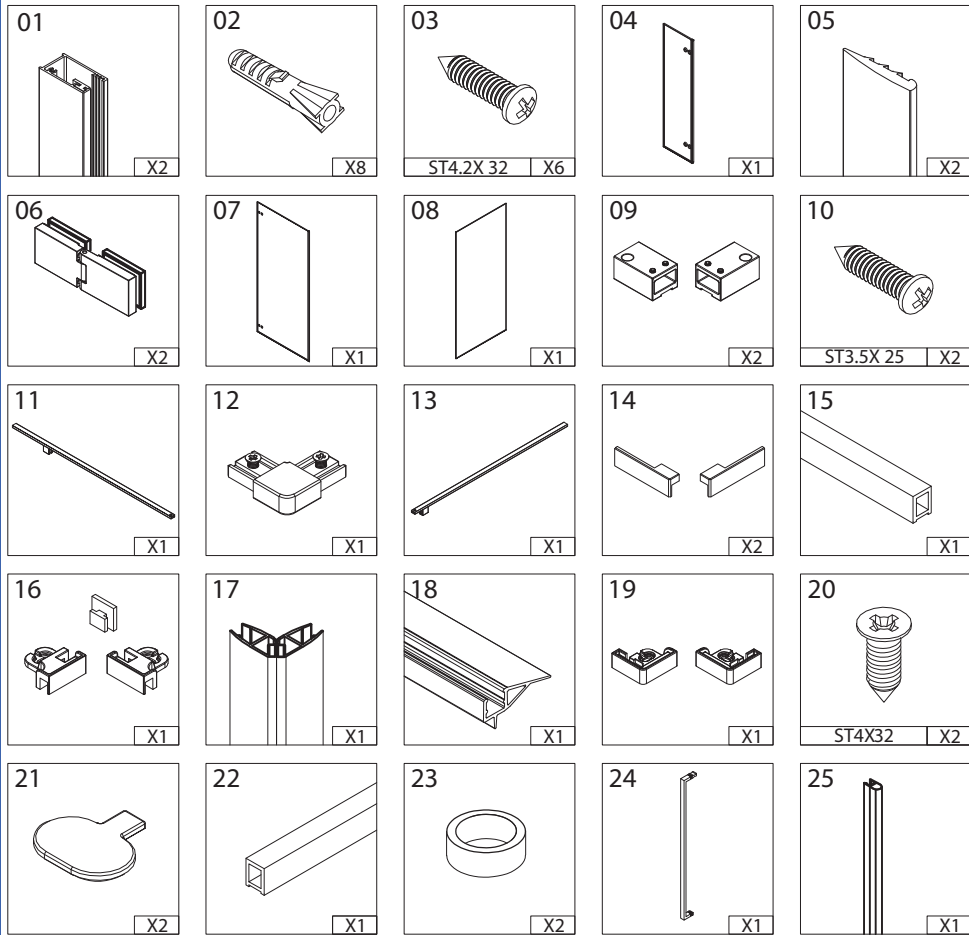 01 02 03 04 05
X2 X8 ST4.2X 32 X6 X1 X2
06 07 08 09 10
X2 X1 X1 X2 ST3.5X 25 X2
11 12 13 14 15
X1 X1 X1 X2 X1
16 17 18 19 20
X1 X1 X1 X1 ST4X32 X2
21 22 23 24 25
X2 X1 X2 X1 X1